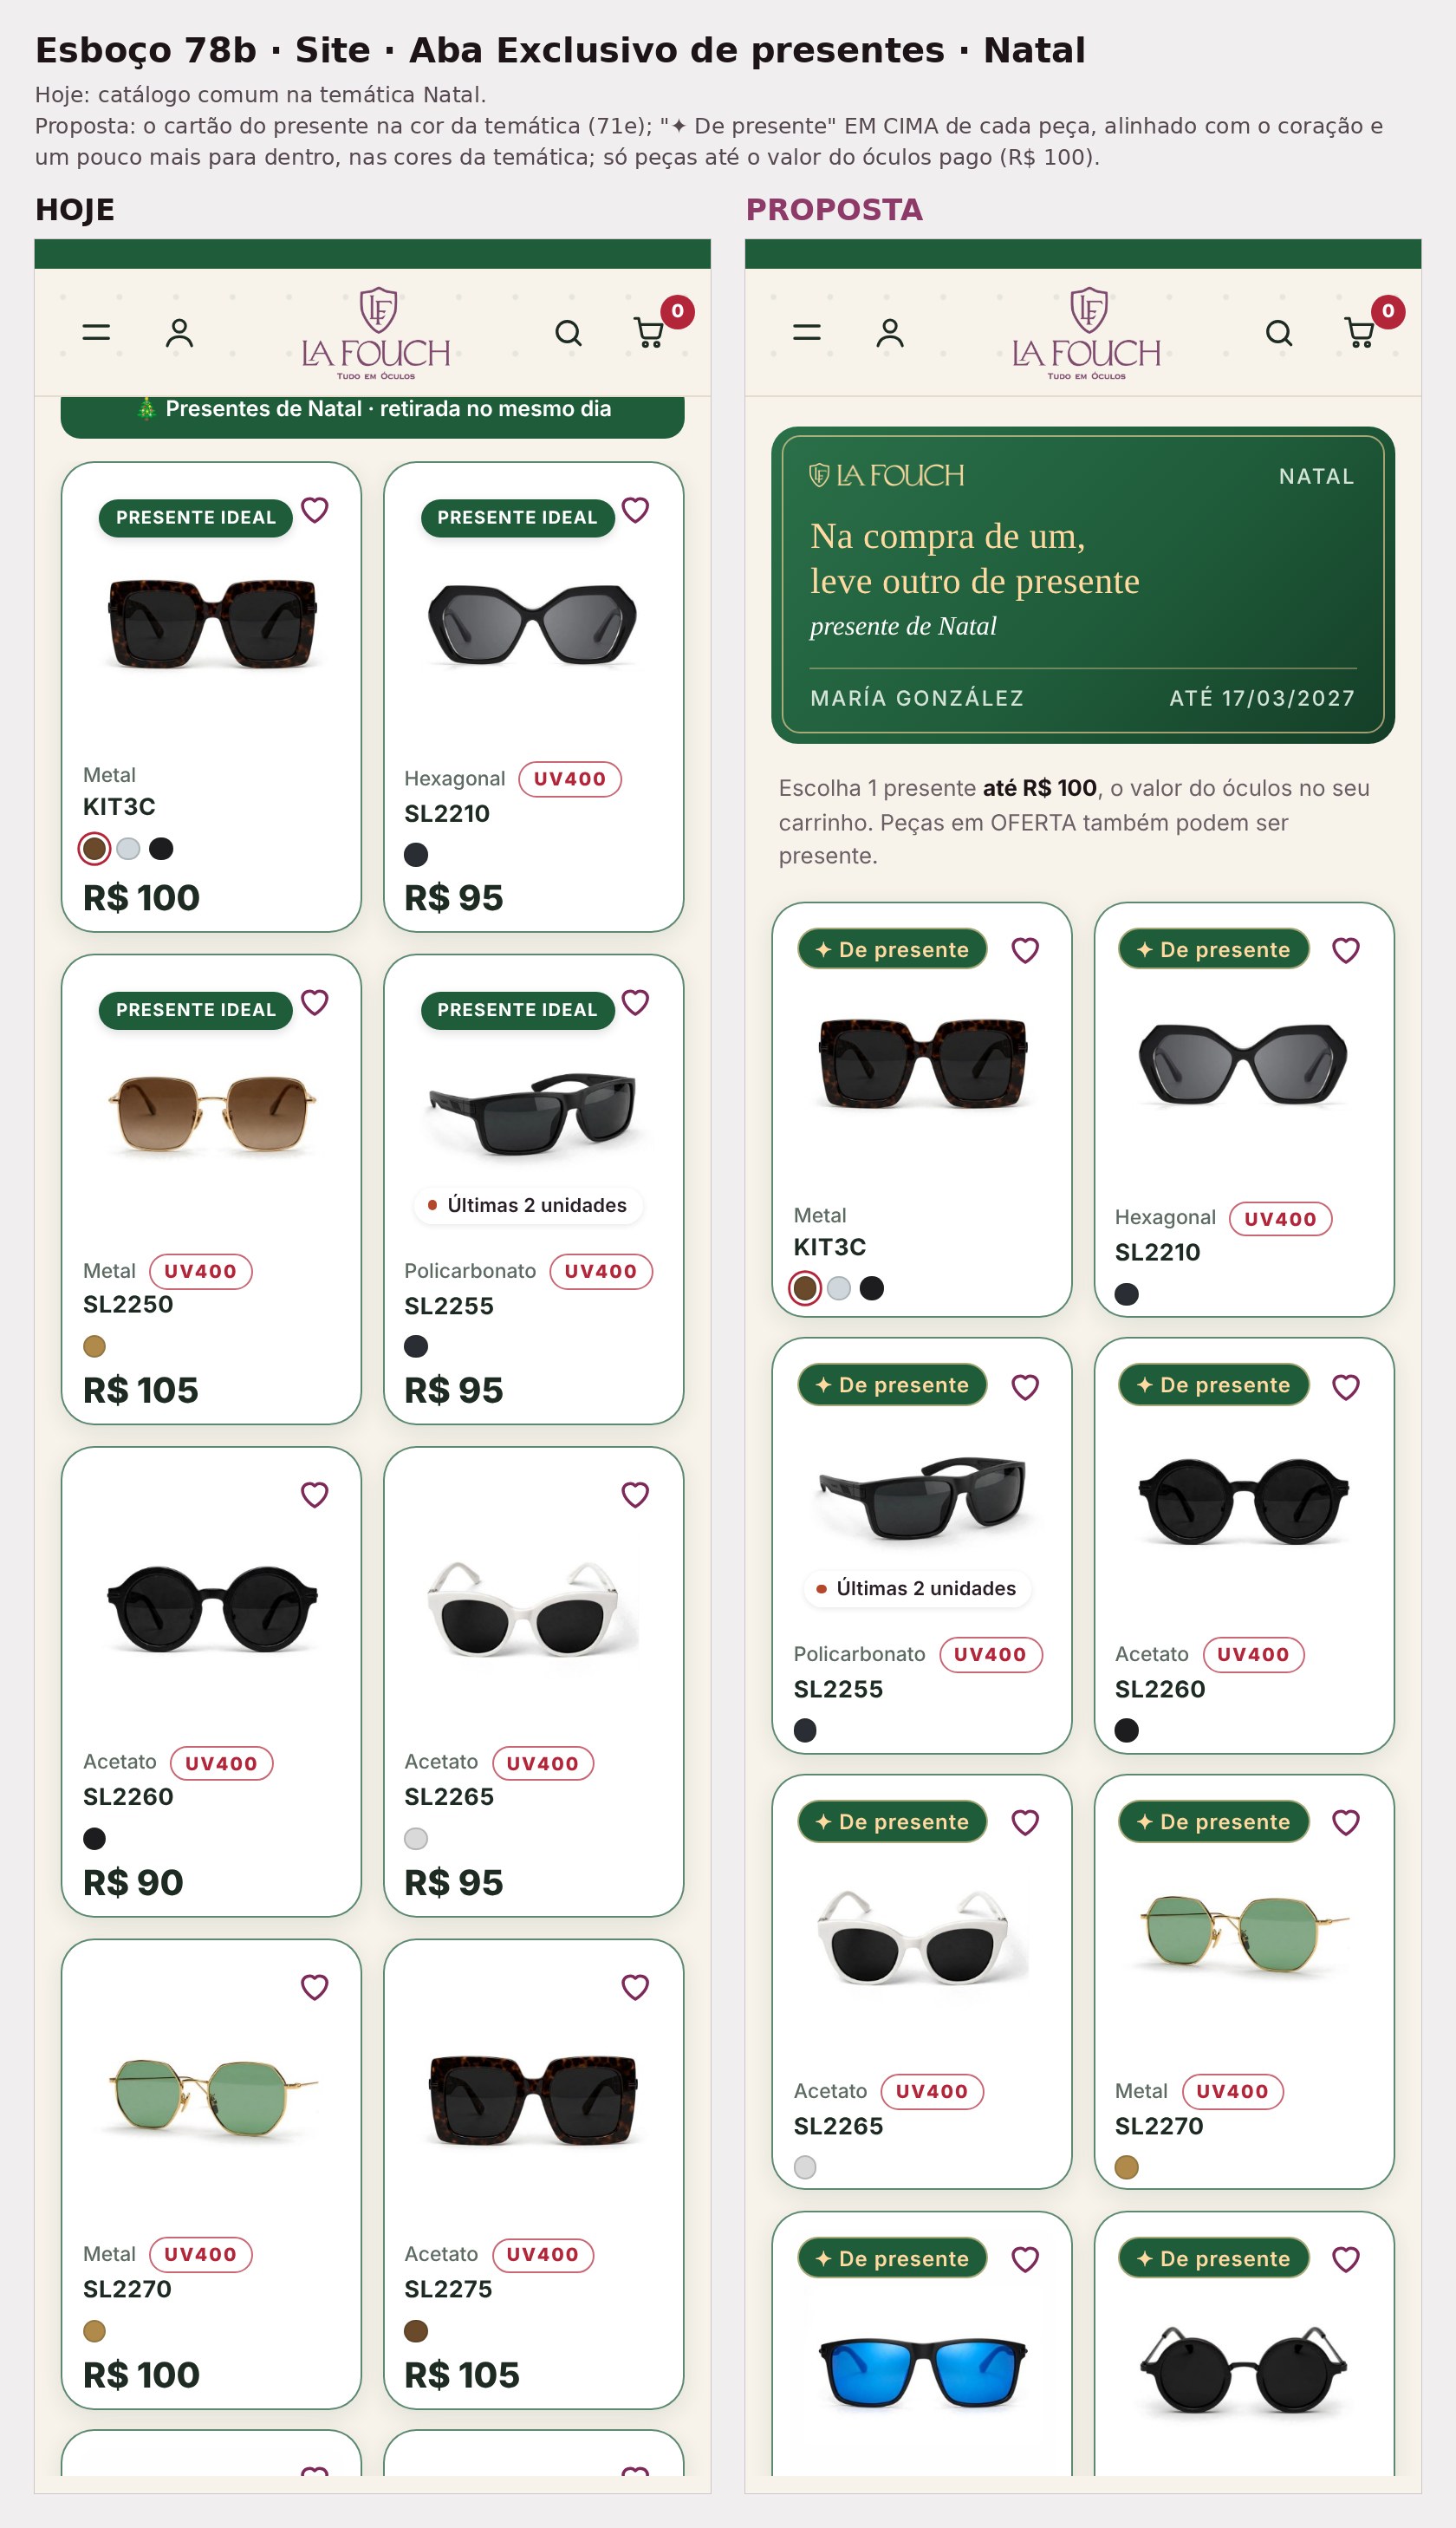 Esboço 78b · Site · Aba Exclusivo de presentes · Natal
Hoje: catálogo comum na temática Natal.
Proposta: o cartão do presente na cor da temática (71e); "✦ De presente" EM CIMA de cada peça, alinhado com o coração e
um pouco mais para dentro, nas cores da temática; só peças até o valor do óculos pago (R$ 100).
HOJE
LF
LA FOUCH
TUDO EM ÓCULOS
0
🎄 Presentes de Natal · retirada no mesmo dia
PRESENTE IDEAL
Metal
KIT3C
R$ 100
PRESENTE IDEAL
Hexagonal UV400
SL2210
R$ 95
PRESENTE IDEAL
Metal UV400
SL2250
R$ 105
PRESENTE IDEAL
Últimas 2 unidades
Policarbonato UV400
SL2255
R$ 95
Acetato UV400
SL2260
R$ 90
Acetato UV400
SL2265
R$ 95
Metal UV400
SL2270
R$ 100
Acetato UV400
SL2275
R$ 105
PROPOSTA
LF
LA FOUCH
TUDO EM ÓCULOS
0
LF LA FOUCH
NATAL
Na compra de um,
leve outro de presente
presente de Natal
MARÍA GONZÁLEZ
ATÉ 17/03/2027
Escolha 1 presente até R$ 100, o valor do óculos no seu
carrinho. Peças em OFERTA também podem ser
presente.
✦ De presente
Metal
KIT3C
✦ De presente
Hexagonal UV400
SL2210
✦ De presente
Últimas 2 unidades
Policarbonato UV400
SL2255
✦ De presente
Acetato UV400
SL2260
✦ De presente
Acetato UV400
SL2265
✦ De presente
Metal UV400
SL2270
✦ De presente
✦ De presente